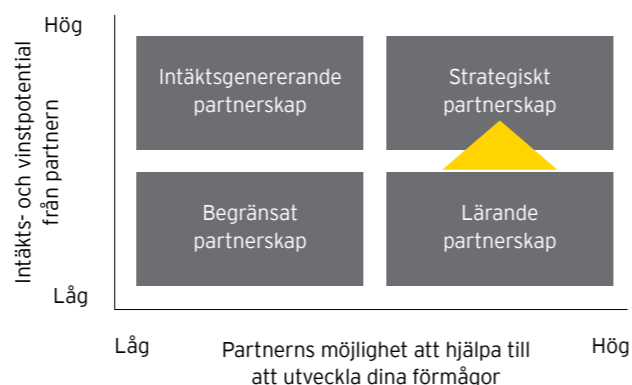 Hög
Intäkts- och vinstpotential
från partnern
Intäktsgenererande
partnerskap
Strategiskt
partnerskap
Begränsat
partnerskap
Lärande
partnerskap
Låg
Låg
Partnerns möjlighet att hjälpa till
att utveckla dina förmågor
Hög